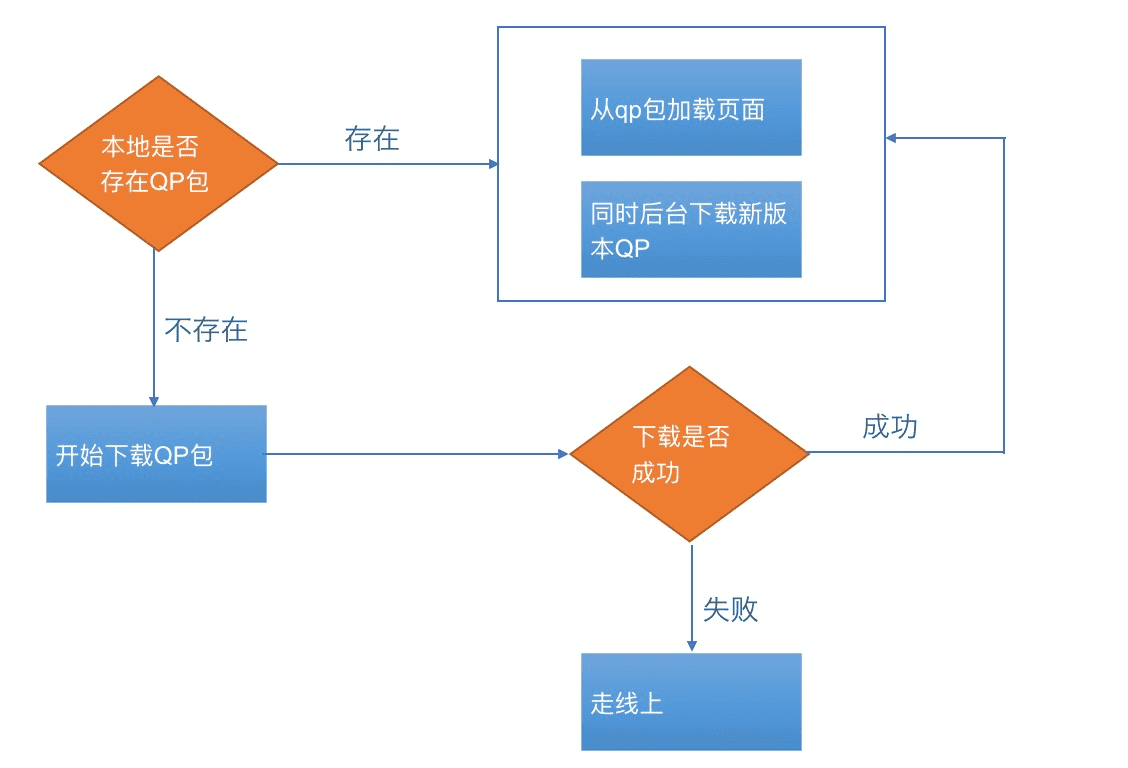 本地是否
存在QP包
存在
从qp包加载页面
同时后台下载新版
本QP
不存在
开始下载QP包
下载是否
成功
成功
失败
走线上